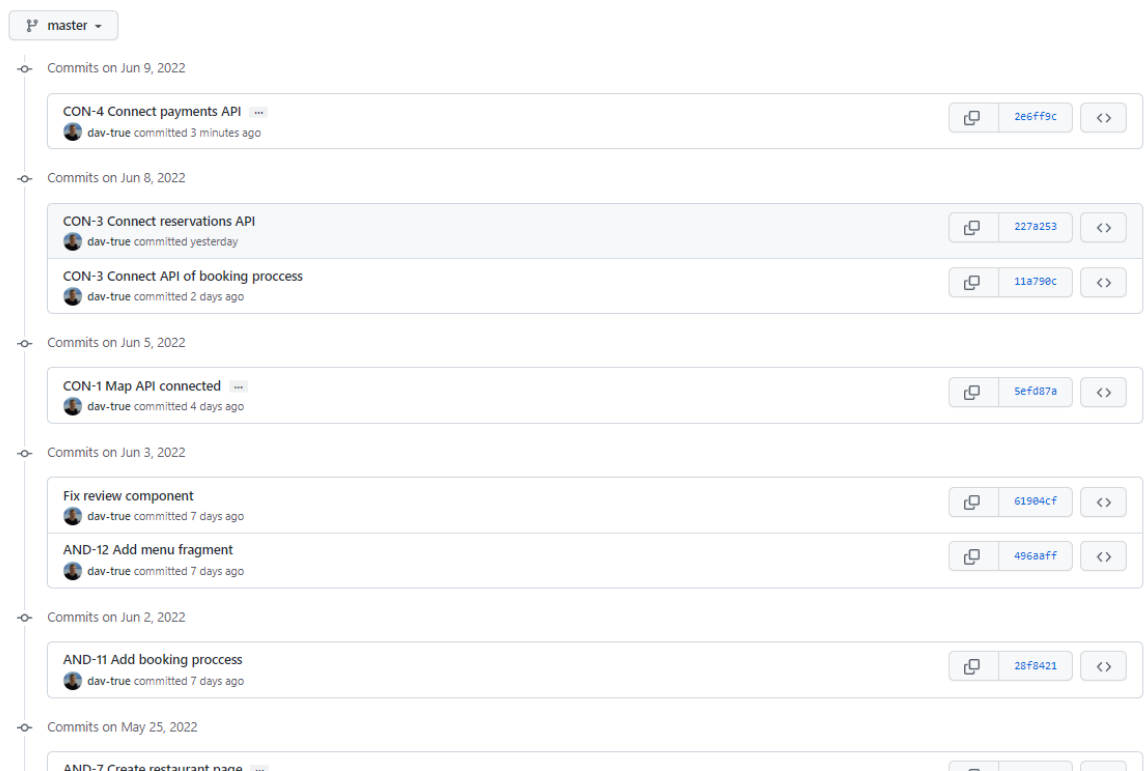 master
Commits on Jun 9, 2022
CON-4 Connect payments API ...
dav-true committed 3 minutes ago
2e6ff9c
Commits on Jun 8, 2022
CON-3 Connect reservations API
dav-true committed yesterday
227a253
CON-3 Connect API of booking proccess
dav-true committed 2 days ago
11a790c
Commits on Jun 5, 2022
CON-1 Map API connected ...
dav-true committed 4 days ago
5efd87a
Commits on Jun 3, 2022
Fix review component
dav-true committed 7 days ago
61904cf
AND-12 Add menu fragment
dav-true committed 7 days ago
496aaff
Commits on Jun 2, 2022
AND-11 Add booking proccess
dav-true committed 7 days ago
28f8421
Commits on May 25, 2022
AND-7 Create restaurant page ...